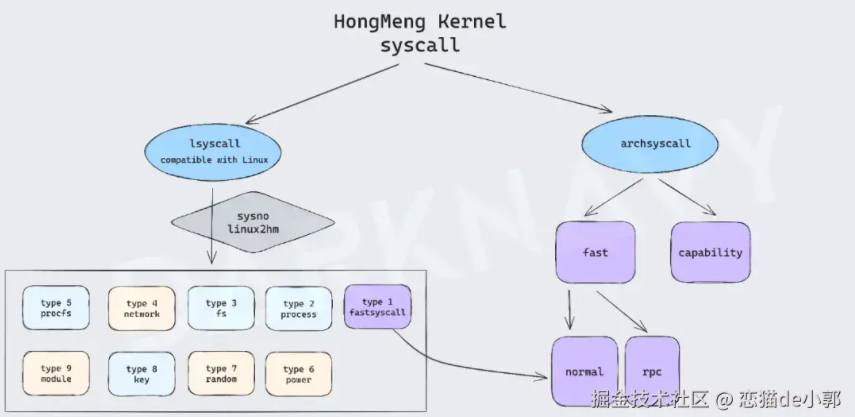 HongMeng Kernel
syscall
lsyscall
compatible with Linux
archsyscall
sysno
linux2hm
fast
capability
type 5
procfs
type 4
network
type 3
fs
type 2
process
type 1
fastsyscall
type 9
module
type 8
key
type 7
random
type 6
power
normal
rpc
DARKNAVY
掘金技术社区 @ 恋猫de小郭